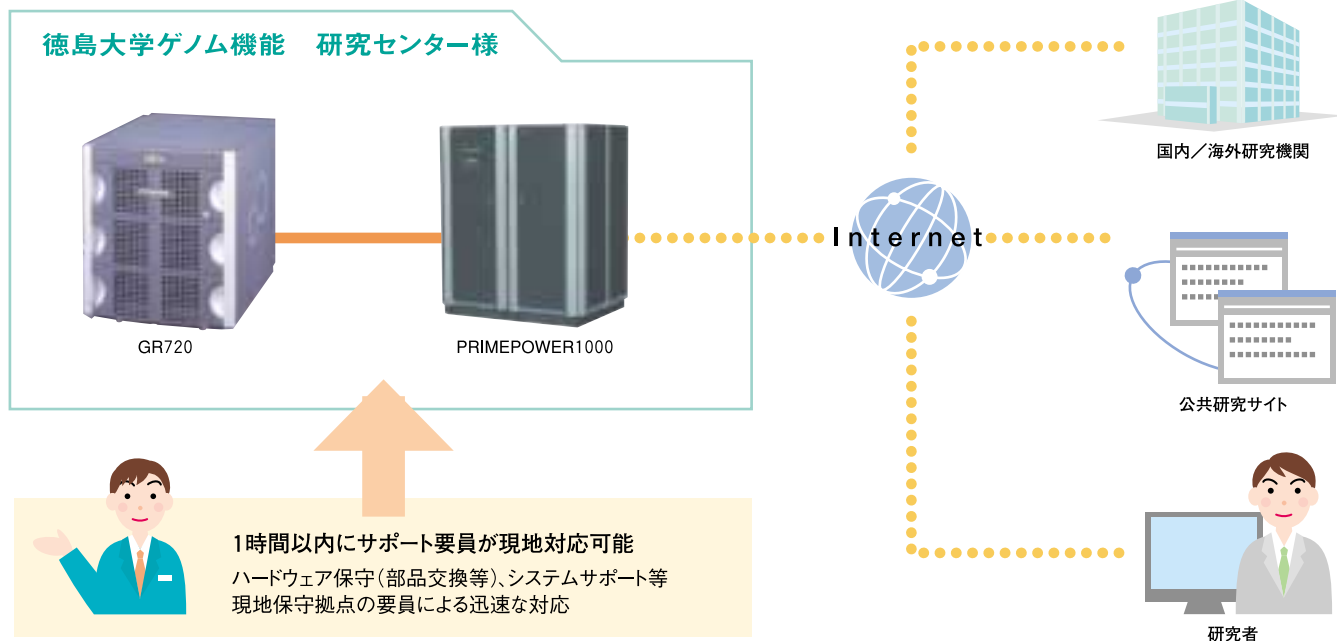 徳島大学ゲノム機能　研究センター様
GR720
PRIMEPOWER1000
Internet
国内／海外研究機関
公共研究サイト
研究者
1時間以内にサポート要員が現地対応可能
ハードウェア保守（部品交換等）、システムサポート等
現地保守拠点の要員による迅速な対応